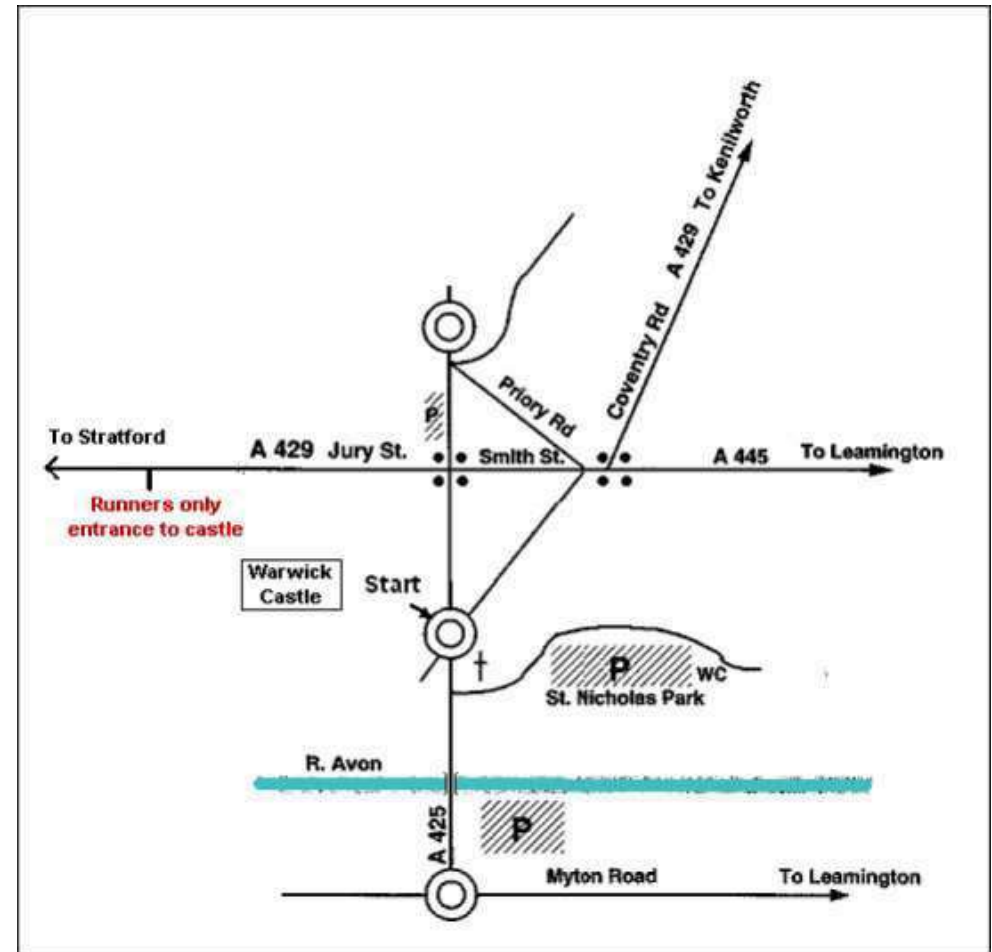 A 429 To Kenilworth
Coventry Rd
Priory Rd
P
To Stratford
A 429 Jury St.
Smith St.
A 445
To Leamington
Runners only
entrance to castle
Warwick
Castle
Start
P
WC
St. Nicholas Park
R. Avon
A 425
P
Myton Road
To Leamington